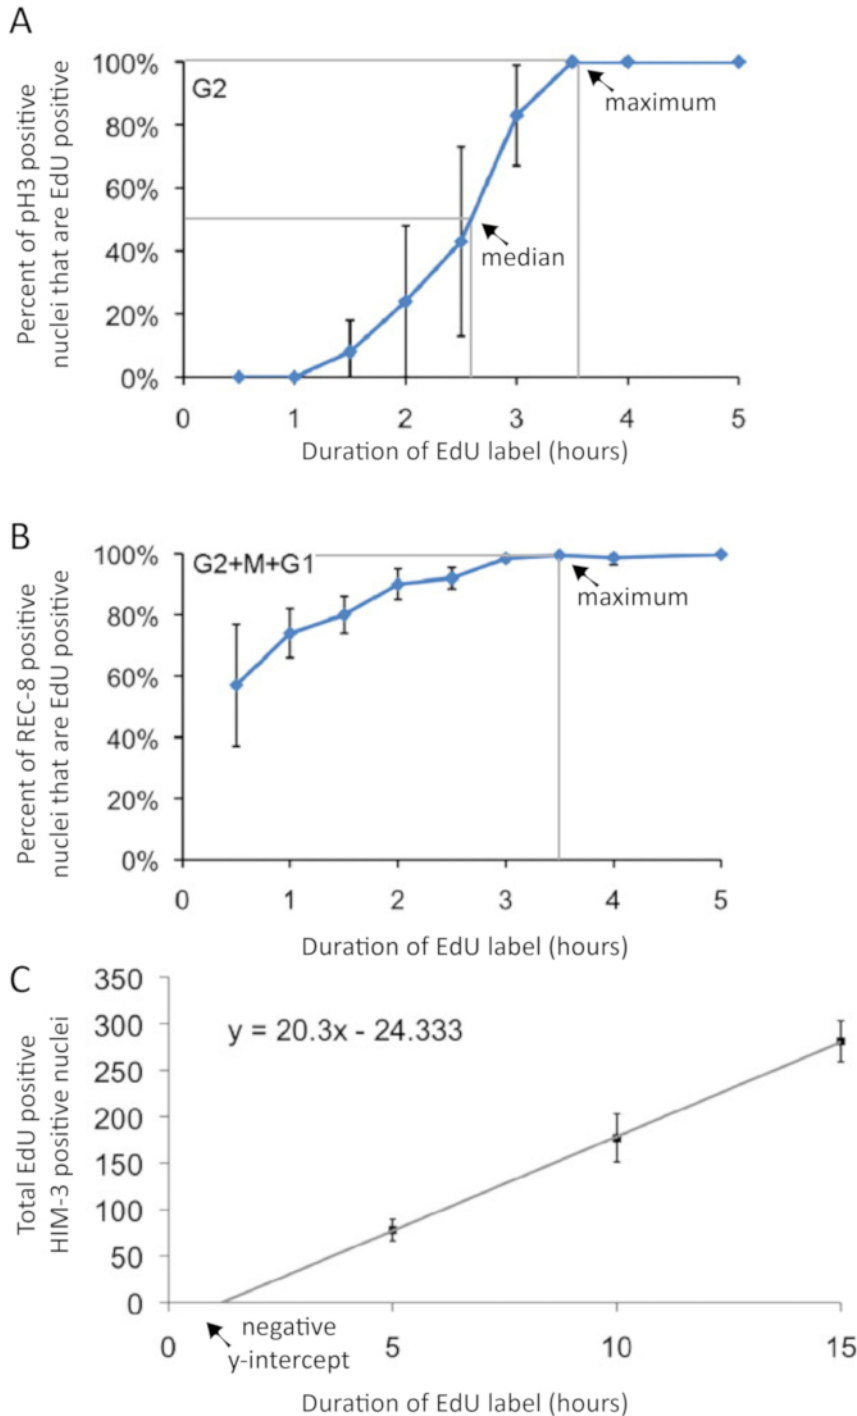 A
Percent of pH3 positive
nuclei that are EdU positive
100%
80%
60%
40%
20%
0%
G2
maximum
median
0 1 2 3 4 5
Duration of EdU label (hours)
B
Percent of REC-8 positive
nuclei that are EdU positive
100%
80%
60%
40%
20%
0%
G2+M+G1
maximum
0 1 2 3 4 5
Duration of EdU label (hours)
C
Total EdU positive
HIM-3 positive nuclei
350
300
250
200
150
100
50
0
y = 20.3x - 24.333
negative
y-intercept
0 5 10 15
Duration of EdU label (hours)